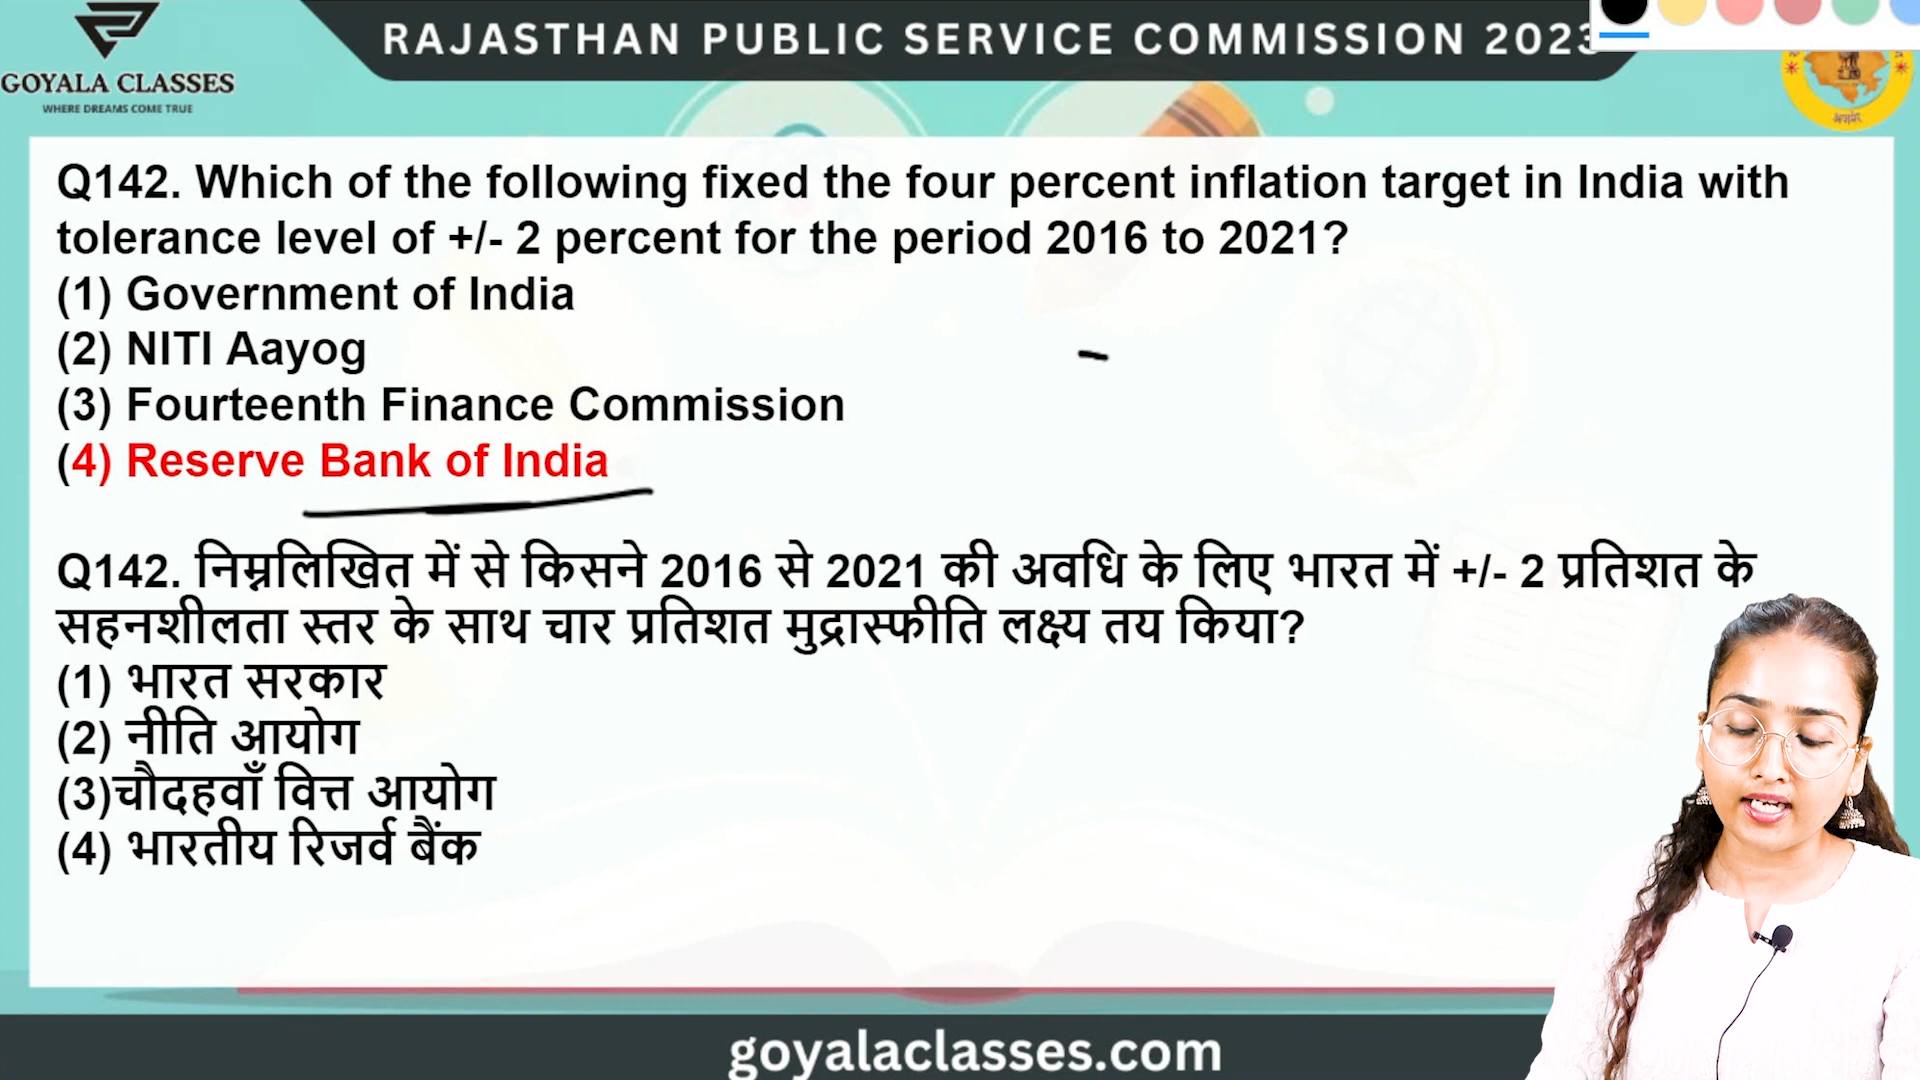 GOYALA CLASSES
WHERE DREAMS COME TRUE
RAJASTHAN PUBLIC SERVICE COMMISSION 2023
अजमेर
Q142. Which of the following fixed the four percent inflation target in India with
tolerance level of +/- 2 percent for the period 2016 to 2021?
(1) Government of India
(2) NITI Aayog
(3) Fourteenth Finance Commission
(4) Reserve Bank of India
Q142. निम्नलिखित में से किसने 2016 से 2021 की अवधि के लिए भारत में +/- 2 प्रतिशत के
सहनशीलता स्तर के साथ चार प्रतिशत मुद्रास्फीति लक्ष्य तय किया?
(1) भारत सरकार
(2) नीति आयोग
(3)चौदहवाँ वित्त आयोग
(4) भारतीय रिजर्व बैंक
goyalaclasses.com